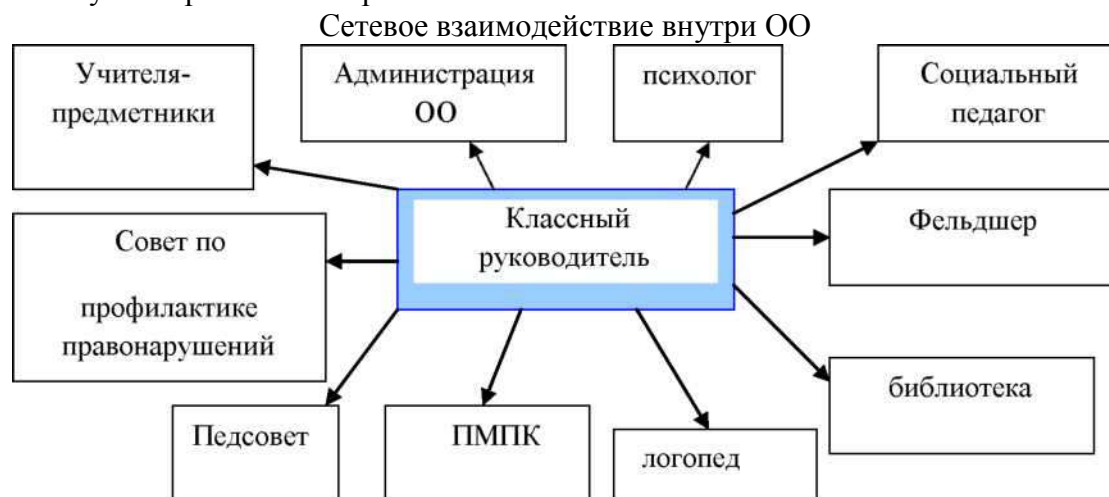 Сетевое взаимодействие внутри ОО
Учителя-
предметники
Администрация
ОО
психолог
Социальный
педагог
Классный
руководитель
Фельдшер
Совет по
профилактике
правонарушений
библиотека
Педсовет
ПМПК
логопед